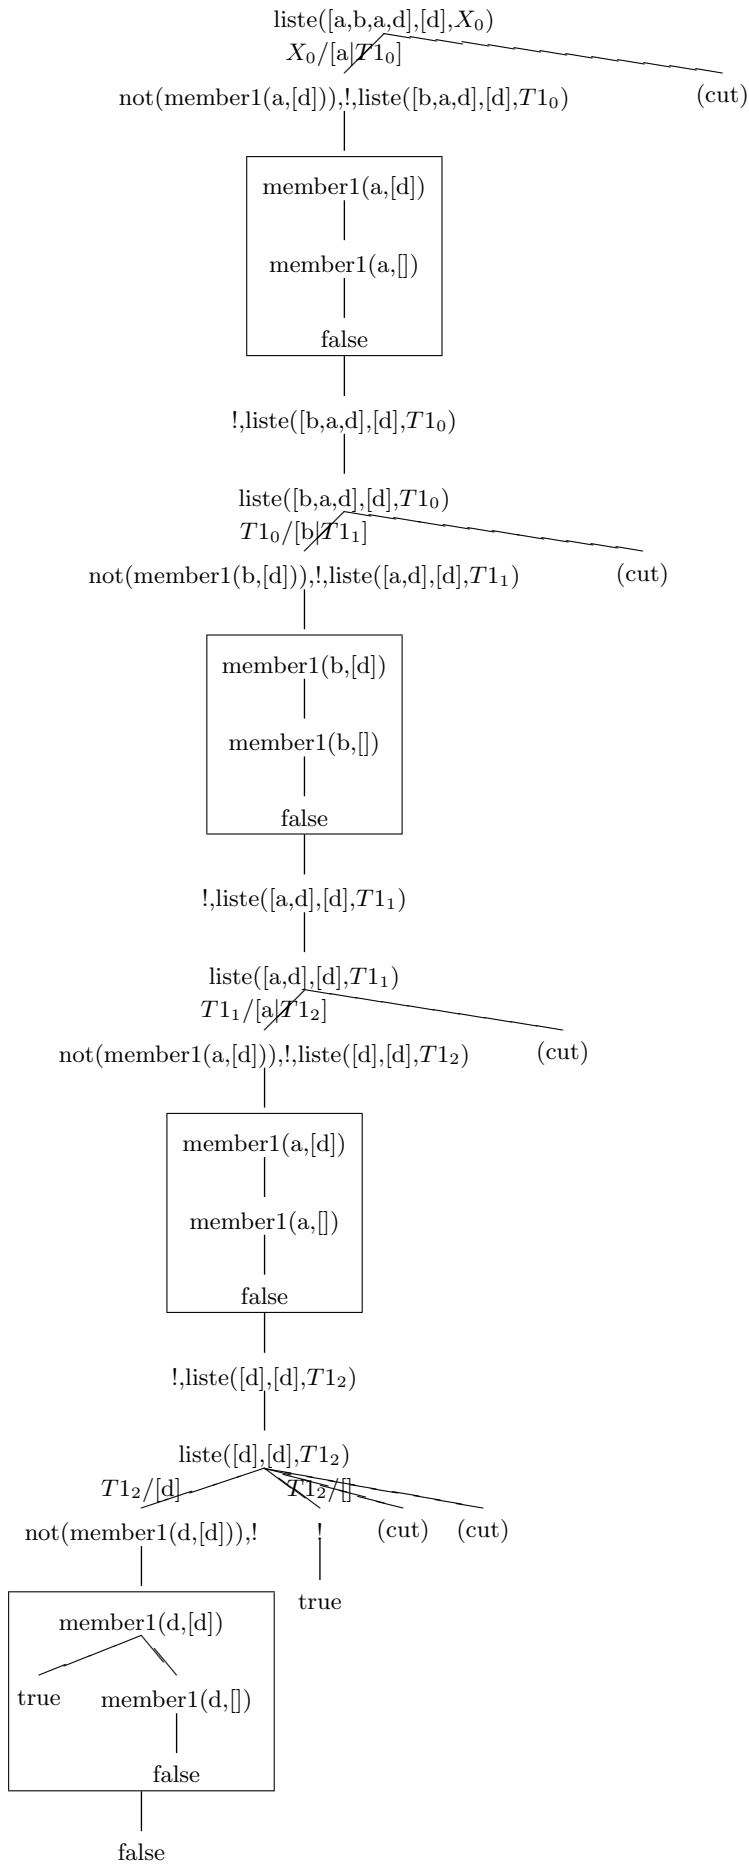 liste([a,b,a,d],[d],X₀)
X₀/[a|T1₀]
not(member1(a,[d])),!,liste([b,a,d],[d],T1₀) (cut)
member1(a,[d])
member1(a,[])
false
!,liste([b,a,d],[d],T1₀)
liste([b,a,d],[d],T1₀)
T1₀/[b|T1₁]
not(member1(b,[d])),!,liste([a,d],[d],T1₁) (cut)
member1(b,[d])
member1(b,[])
false
!,liste([a,d],[d],T1₁)
liste([a,d],[d],T1₁)
T1₁/[a|T1₂]
not(member1(a,[d])),!,liste([d],[d],T1₂) (cut)
member1(a,[d])
member1(a,[])
false
!,liste([d],[d],T1₂)
liste([d],[d],T1₂)
T1₂/[d] T1₂/[]
not(member1(d,[d])),! ! (cut) (cut)
true
member1(d,[d])
true member1(d,[])
false
false